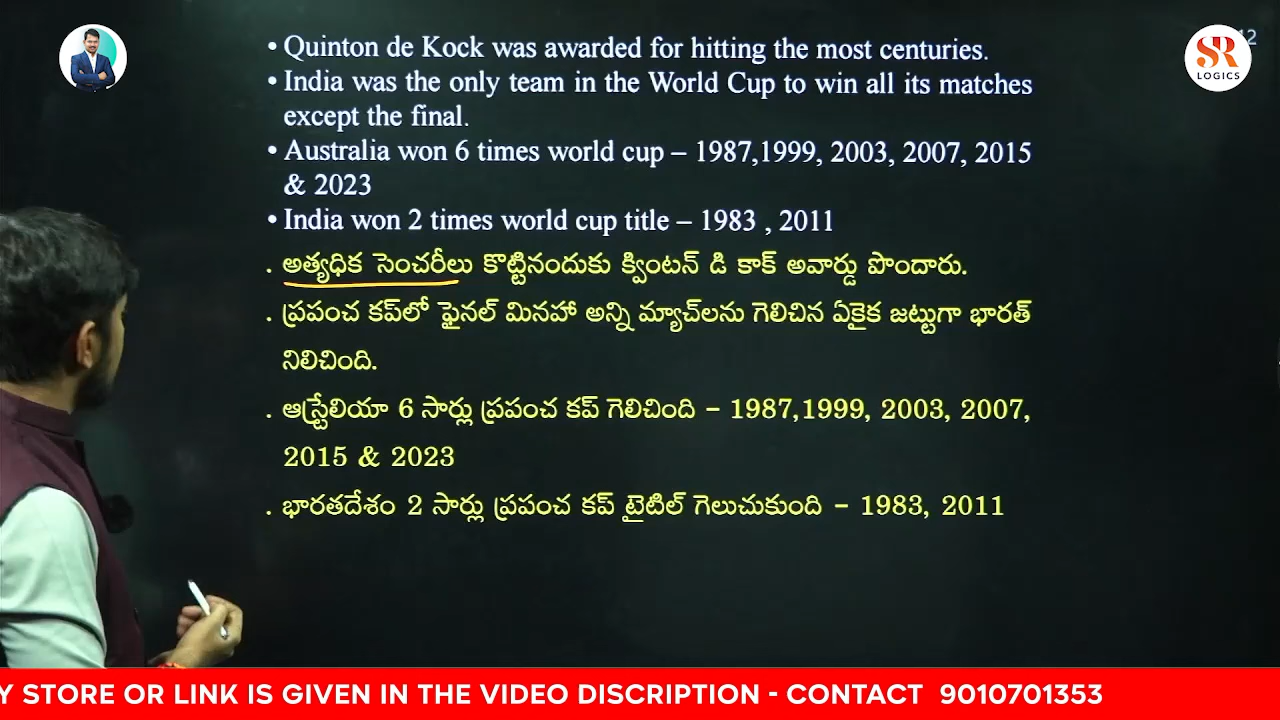 • Quinton de Kock was awarded for hitting the most centuries.
• India was the only team in the World Cup to win all its matches
except the final.
• Australia won 6 times world cup – 1987,1999, 2003, 2007, 2015
& 2023
• India won 2 times world cup title – 1983 , 2011
. అత్యధిక సెంచరీలు కొట్టినందుకు క్వింటన్ డి కాక్ అవార్డు పొందారు.
. ప్రపంచ కప్‌లో ఫైనల్ మినహా అన్ని మ్యాచ్‌లను గెలిచిన ఏకైక జట్టుగా భారత్
నిలిచింది.
. ఆస్ట్రేలియా 6 సార్లు ప్రపంచ కప్ గెలిచింది – 1987,1999, 2003, 2007,
2015 & 2023
. భారతదేశం 2 సార్లు ప్రపంచ కప్ టైటిల్ గెలుచుకుంది – 1983, 2011
SR
LOGICS
12
Y STORE OR LINK IS GIVEN IN THE VIDEO DISCRIPTION - CONTACT 9010701353